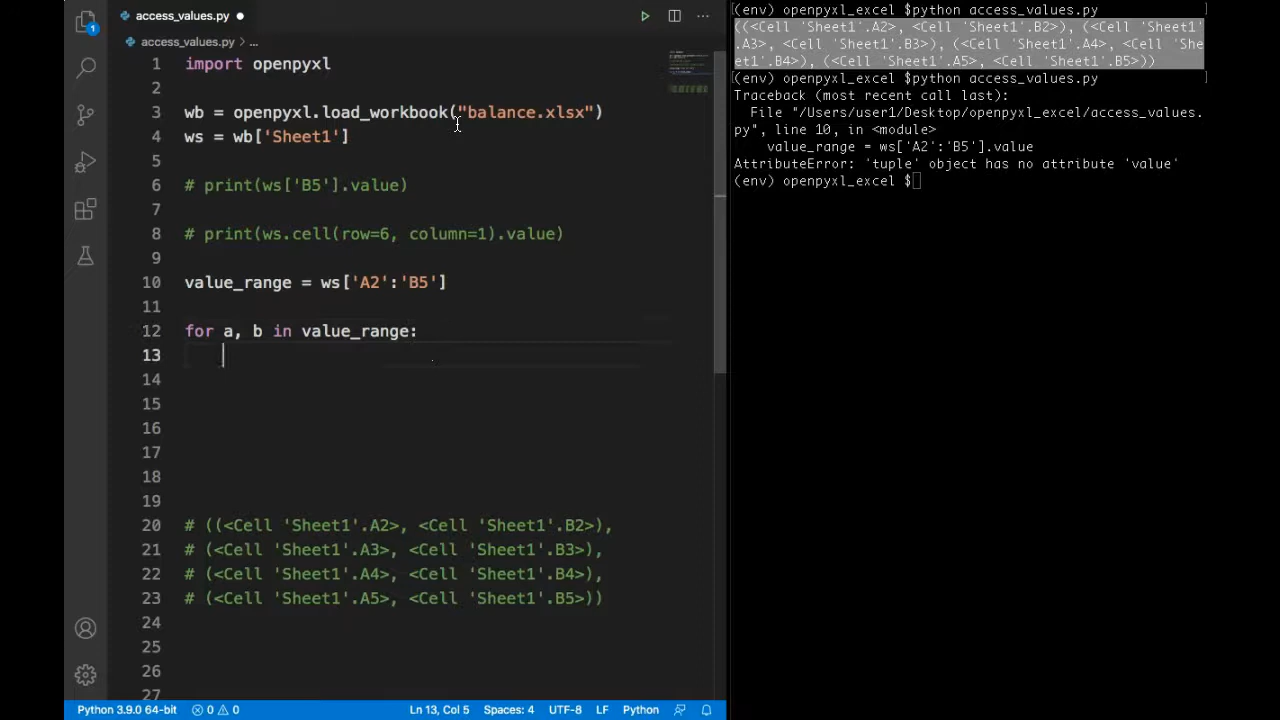 access_values.py
access_values.py > ...
1 import openpyxl
2
3 wb = openpyxl.load_workbook("balance.xlsx")
4 ws = wb['Sheet1']
5
6 # print(ws['B5'].value)
7
8 # print(ws.cell(row=6, column=1).value)
9
10 value_range = ws['A2':'B5']
11
12 for a, b in value_range:
13
14
15
16
17
18
19
20 # ((<Cell 'Sheet1'.A2>, <Cell 'Sheet1'.B2>),
21 # (<Cell 'Sheet1'.A3>, <Cell 'Sheet1'.B3>),
22 # (<Cell 'Sheet1'.A4>, <Cell 'Sheet1'.B4>),
23 # (<Cell 'Sheet1'.A5>, <Cell 'Sheet1'.B5>))
24
25
26
27
1
Python 3.9.0 64-bit 0 0 Ln 13, Col 5 Spaces: 4 UTF-8 LF Python
(env) openpyxl_excel $python access_values.py
((<Cell 'Sheet1'.A2>, <Cell 'Sheet1'.B2>), (<Cell 'Sheet1'
.A3>, <Cell 'Sheet1'.B3>), (<Cell 'Sheet1'.A4>, <Cell 'She
et1'.B4>), (<Cell 'Sheet1'.A5>, <Cell 'Sheet1'.B5>))
(env) openpyxl_excel $python access_values.py
Traceback (most recent call last):
File "/Users/user1/Desktop/openpyxl_excel/access_values.
py", line 10, in <module>
value_range = ws['A2':'B5'].value
AttributeError: 'tuple' object has no attribute 'value'
(env) openpyxl_excel $